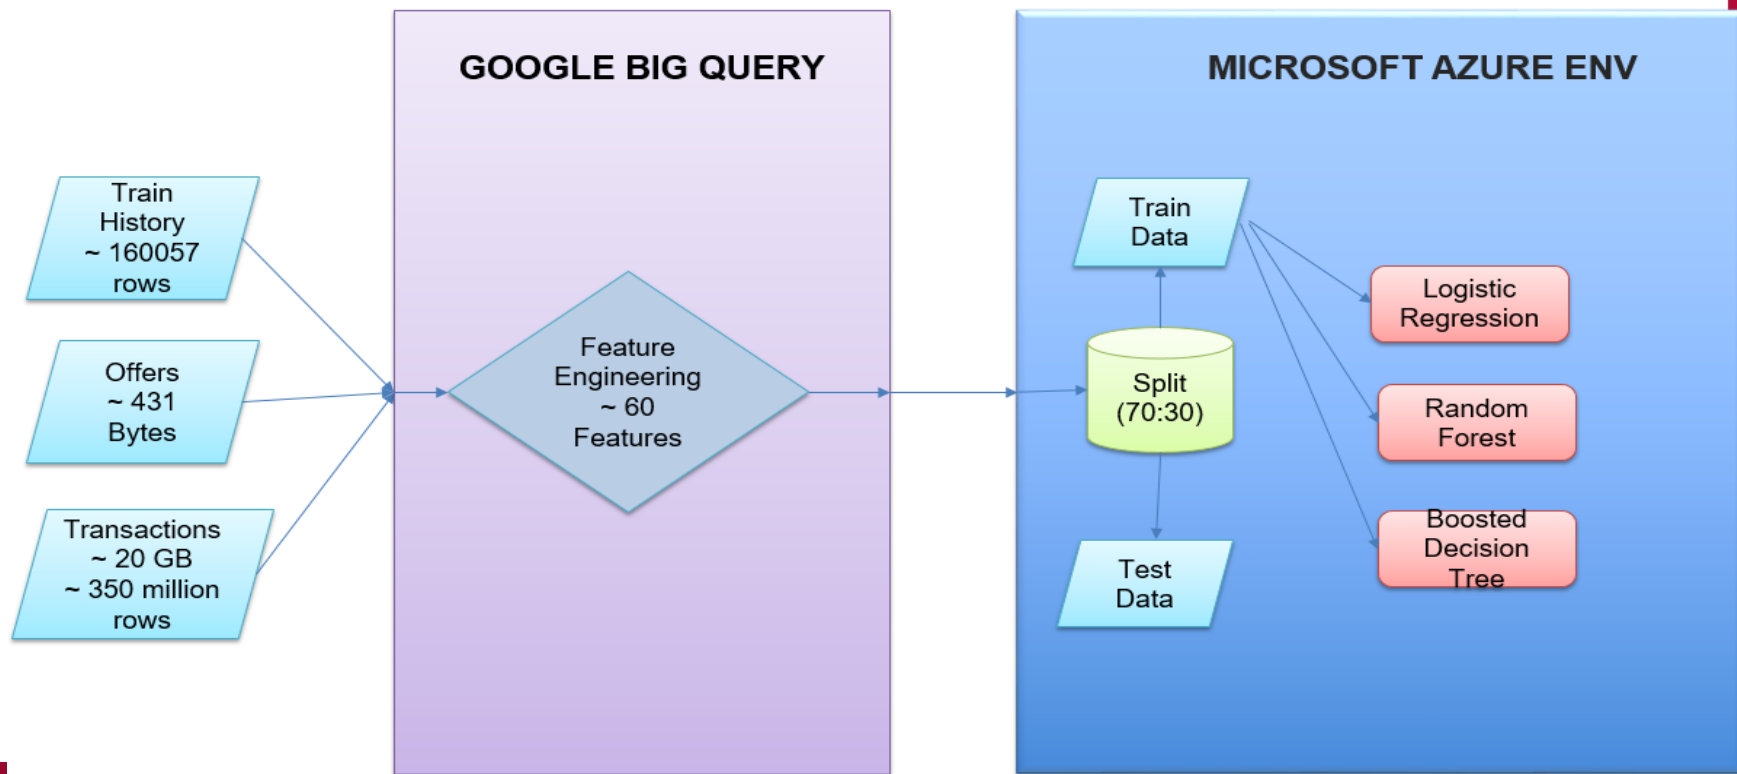 GOOGLE BIG QUERY
MICROSOFT AZURE ENV
Train
History
~ 160057
rows
Offers
~ 431
Bytes
Transactions
~ 20 GB
~ 350 million
rows
Feature
Engineering
~ 60
Features
Train
Data
Split
(70:30)
Test
Data
Logistic
Regression
Random
Forest
Boosted
Decision
Tree